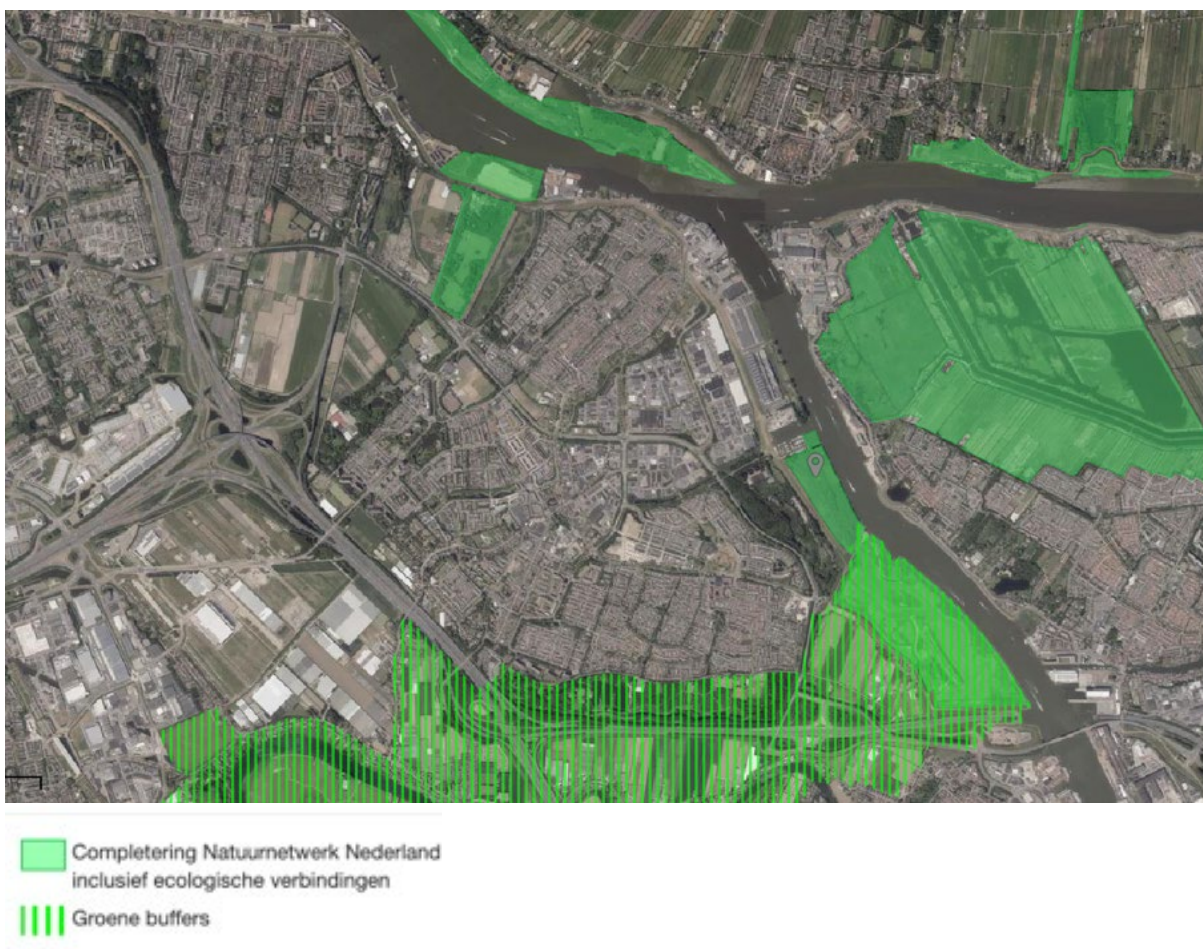 Completering Natuurnetwerk Nederland
inclusief ecologische verbindingen
Groene buffers